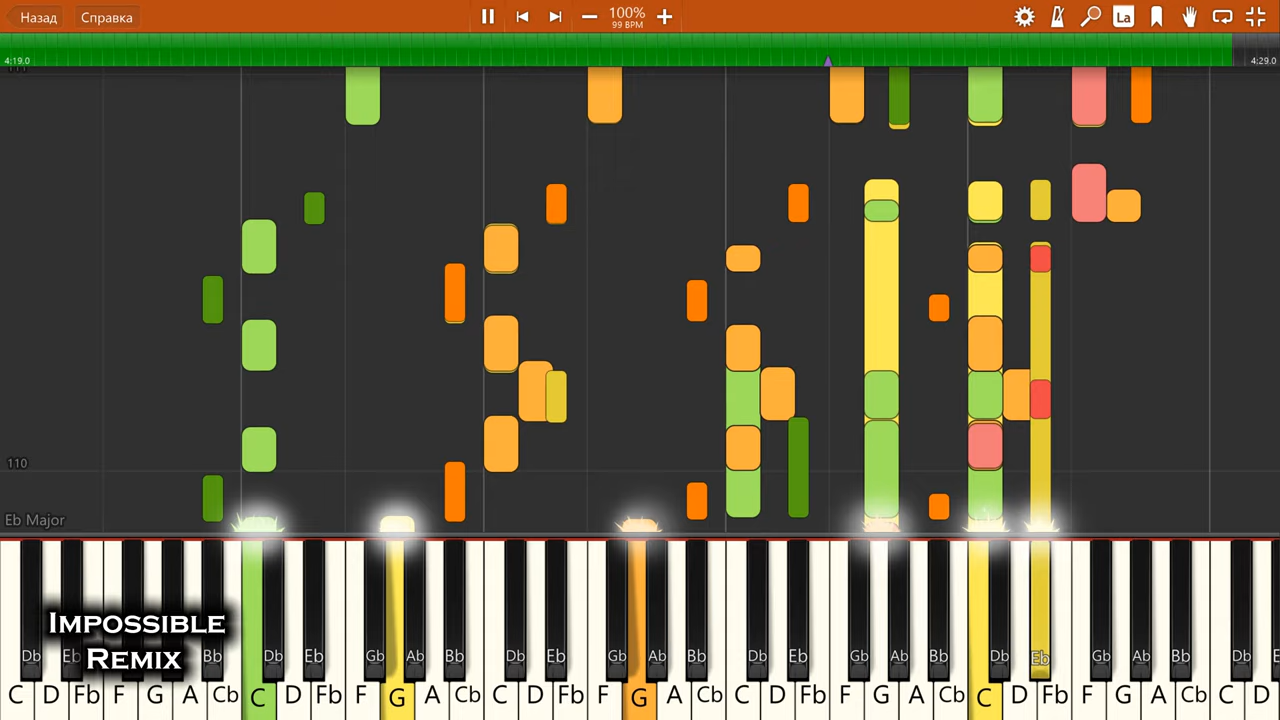 Назад
Справка
100%
99 BPM
La
4:19.0
4:29.0
111
110
Eb Major
Impossible
Remix
Db Eb Bb Db Eb Gb Ab Bb Db Eb Gb Ab Bb Db Eb Gb Ab Bb Db Eb Gb Ab Bb Db E
C D Fb F G A Cb C D Fb F G A Cb C D Fb F G A Cb C D Fb F G A Cb C D Fb F G A Cb C D